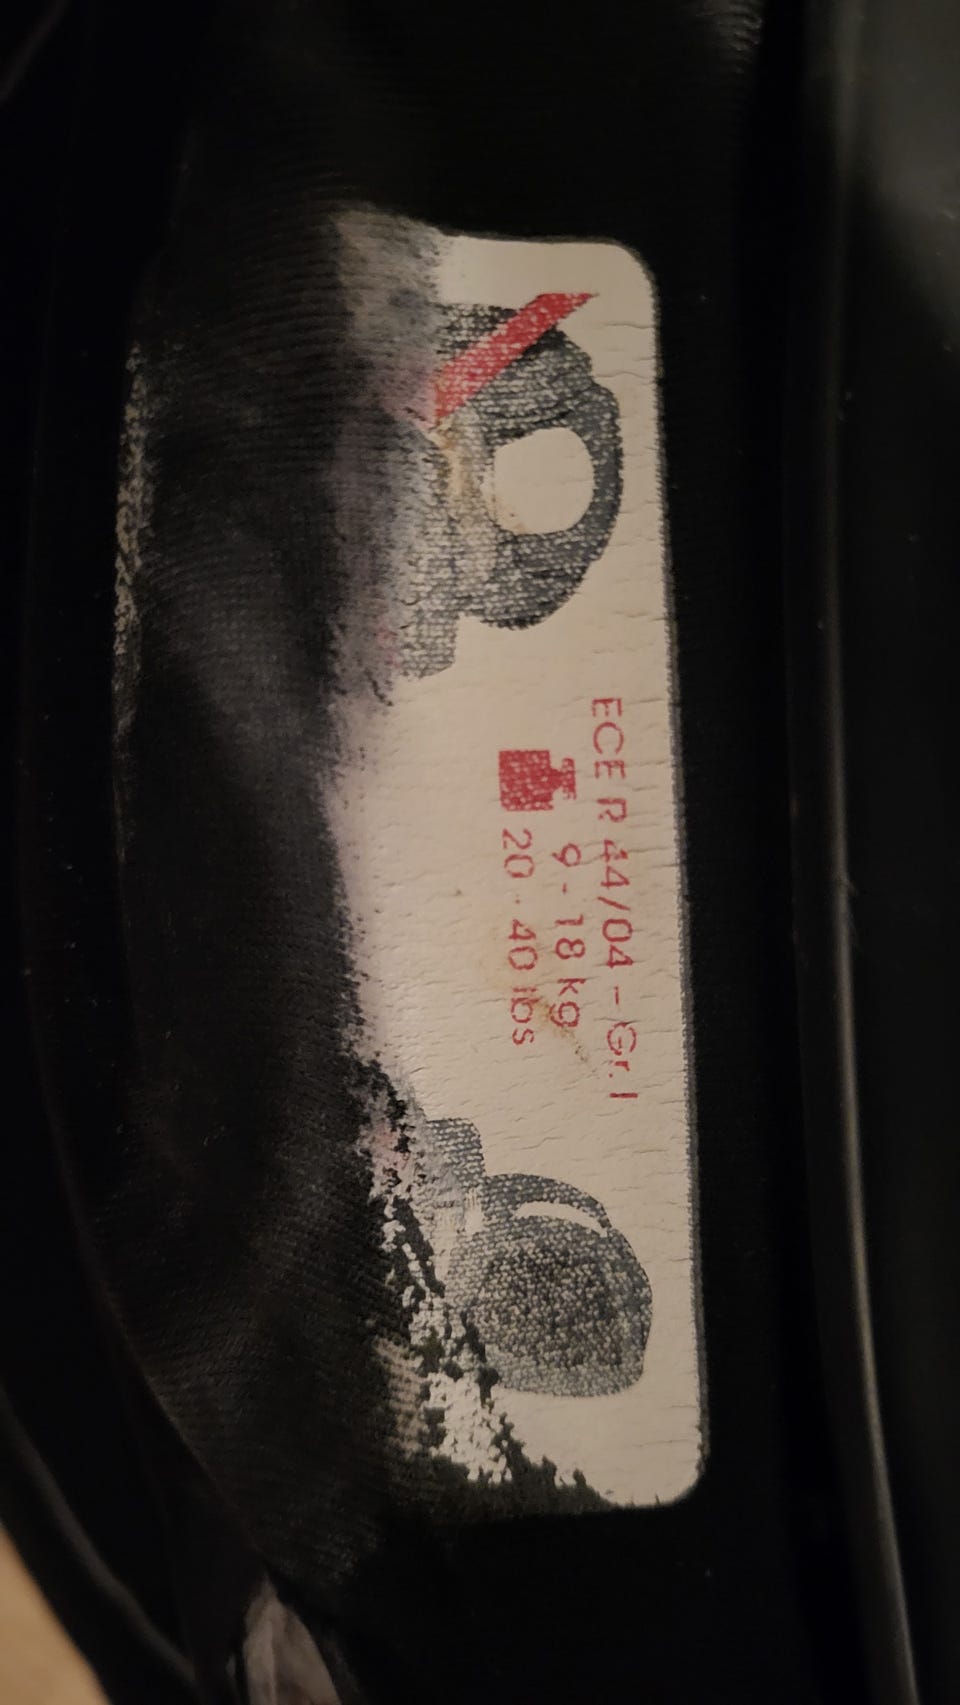 ECE R 44/04 - Gr. I
9 - 18 kg
20 - 40 lbs